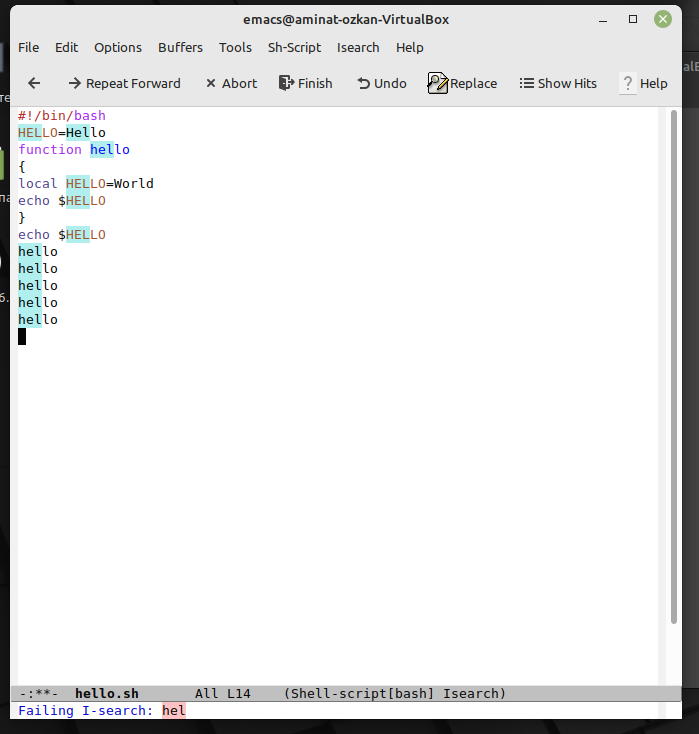 emacs@aminat-ozkan-VirtualBox
File Edit Options Buffers Tools Sh-Script Isearch Help
Repeat Forward Abort Finish Undo Replace Show Hits ? Help
#!/bin/bash
HELLO=Hello
function hello
{
local HELLO=World
echo $HELLO
}
echo $HELLO
hello
hello
hello
hello
hello
-:**- hello.sh All L14 (Shell-script[bash] Isearch)
Failing I-search: hel